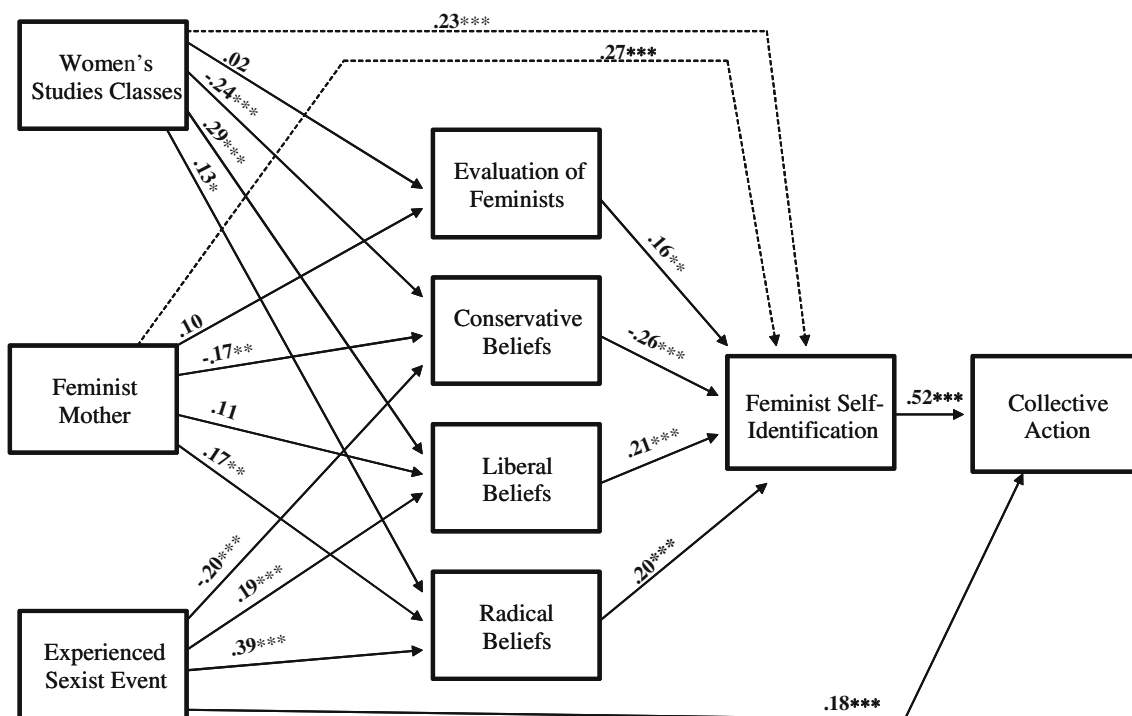 .23***
.27***
Women's
Studies Classes
.02
-.24***
.29***
.13*
Evaluation of
Feminists
.16**
.10
-.17**
.11
.17**
Feminist
Mother
Conservative
Beliefs
-.26***
Feminist Self-
Identification
.52***
Collective
Action
Liberal
Beliefs
.21***
-.20***
.19***
.39***
Radical
Beliefs
.20***
Experienced
Sexist Event
.18***